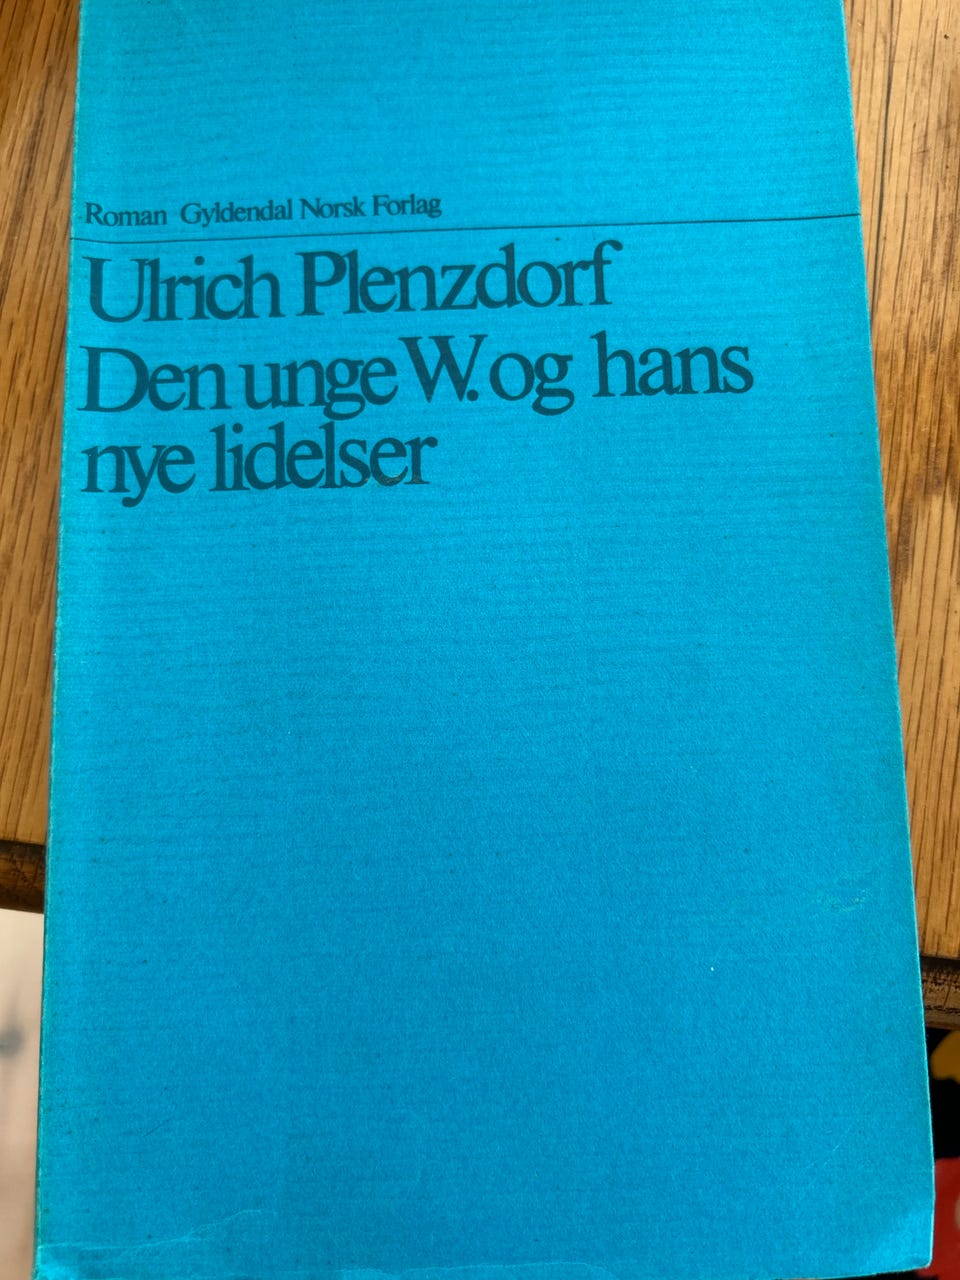 Roman Gyldendal Norsk Forlag
Ulrich Plenzdorf
Den unge W. og hans
nye lidelser